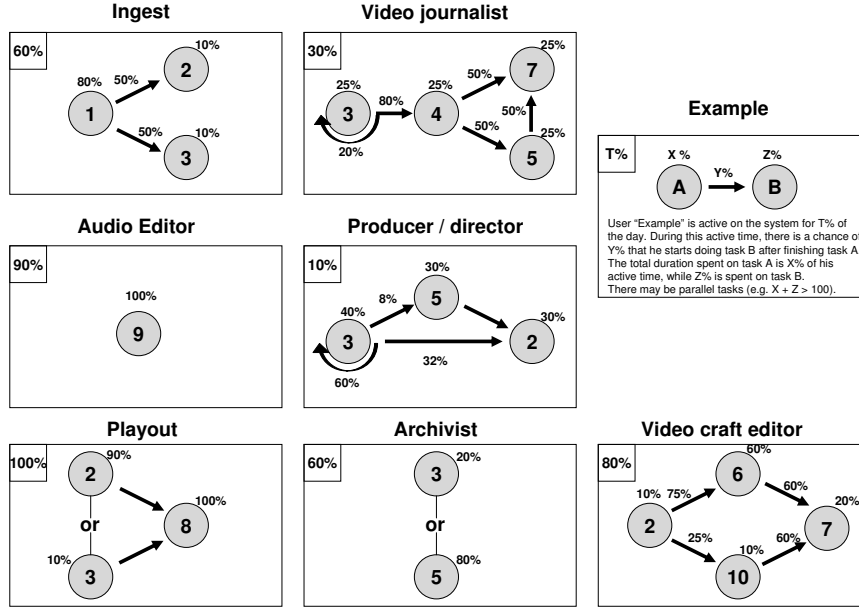 Ingest
60%
80%
50%
10%
1
2
50%
10%
3
Video journalist
30%
25%
3
20%
80%
25%
4
50%
25%
7
50%
50%
25%
5
Example
T%
X %
Y%
Z%
A
B
User “Example” is active on the system for T% of
the day. During this active time, there is a chance of
Y% that he starts doing task B after finishing task A.
The total duration spent on task A is X% of his
active time, while Z% is spent on task B.
There may be parallel tasks (e.g. X + Z > 100).
Audio Editor
90%
100%
9
Producer / director
10%
40%
3
60%
8%
30%
5
32%
30%
2
Playout
100%
90%
2
or
10%
3
100%
8
Archivist
60%
20%
3
or
80%
5
Video craft editor
80%
10%
2
75%
60%
6
60%
25%
10%
10
60%
20%
7